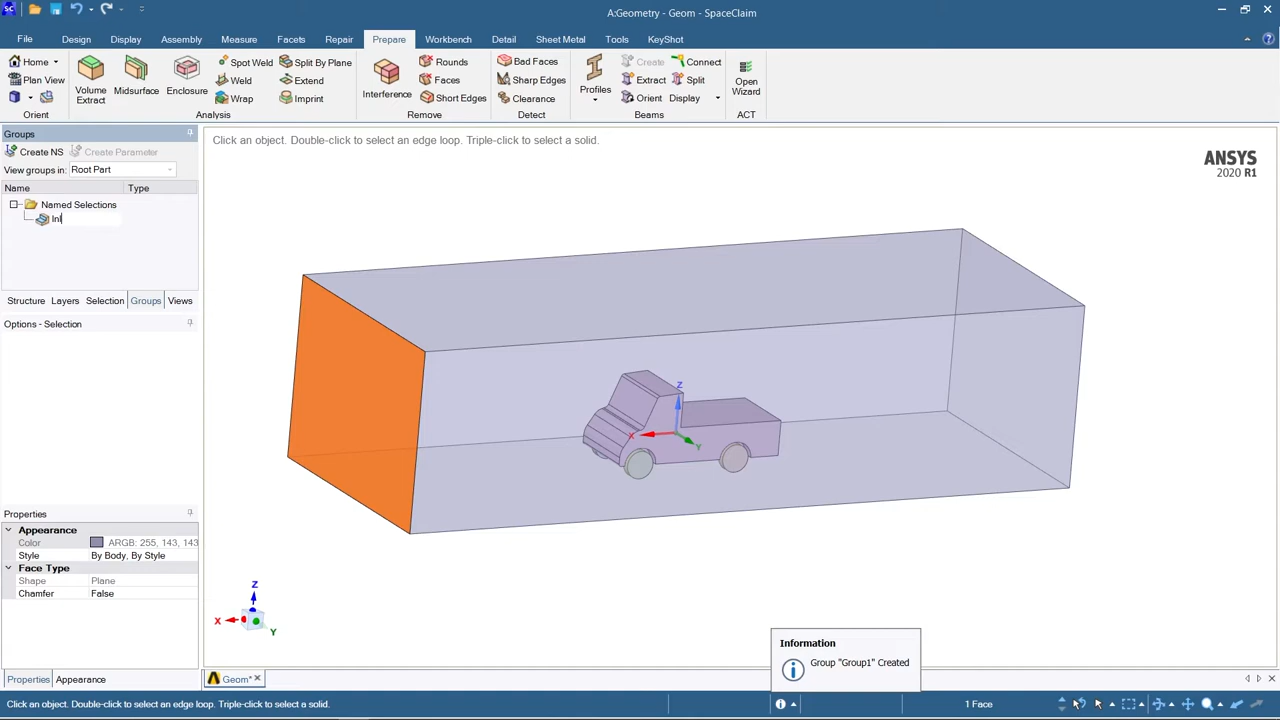 A:Geometry - Geom - SpaceClaim
File Design Display Assembly Measure Facets Repair Prepare Workbench Detail Sheet Metal Tools KeyShot
Home Spot Weld Split By Plane Rounds Bad Faces Create Connect
Plan View Weld Extend Faces Sharp Edges Extract Split
Volume Extract Midsurface Enclosure Wrap Imprint Interference Short Edges Clearance Profiles Orient Display Open Wizard
Orient Analysis Remove Detect Beams ACT
Groups
Click an object. Double-click to select an edge loop. Triple-click to select a solid.
Create NS Create Parameter
View groups in: Root Part
Name Type
Named Selections
Inl
ANSYS
2020 R1
Structure Layers Selection Groups Views
Options - Selection
Z
X
Y
Properties
Appearance
Color ARGB: 255, 143, 143
Style By Body, By Style
Face Type
Shape Plane
Chamfer False
Z
X
Y
Information
Group "Group1" Created
Properties Appearance
Geom*
Click an object. Double-click to select an edge loop. Triple-click to select a solid.
1 Face